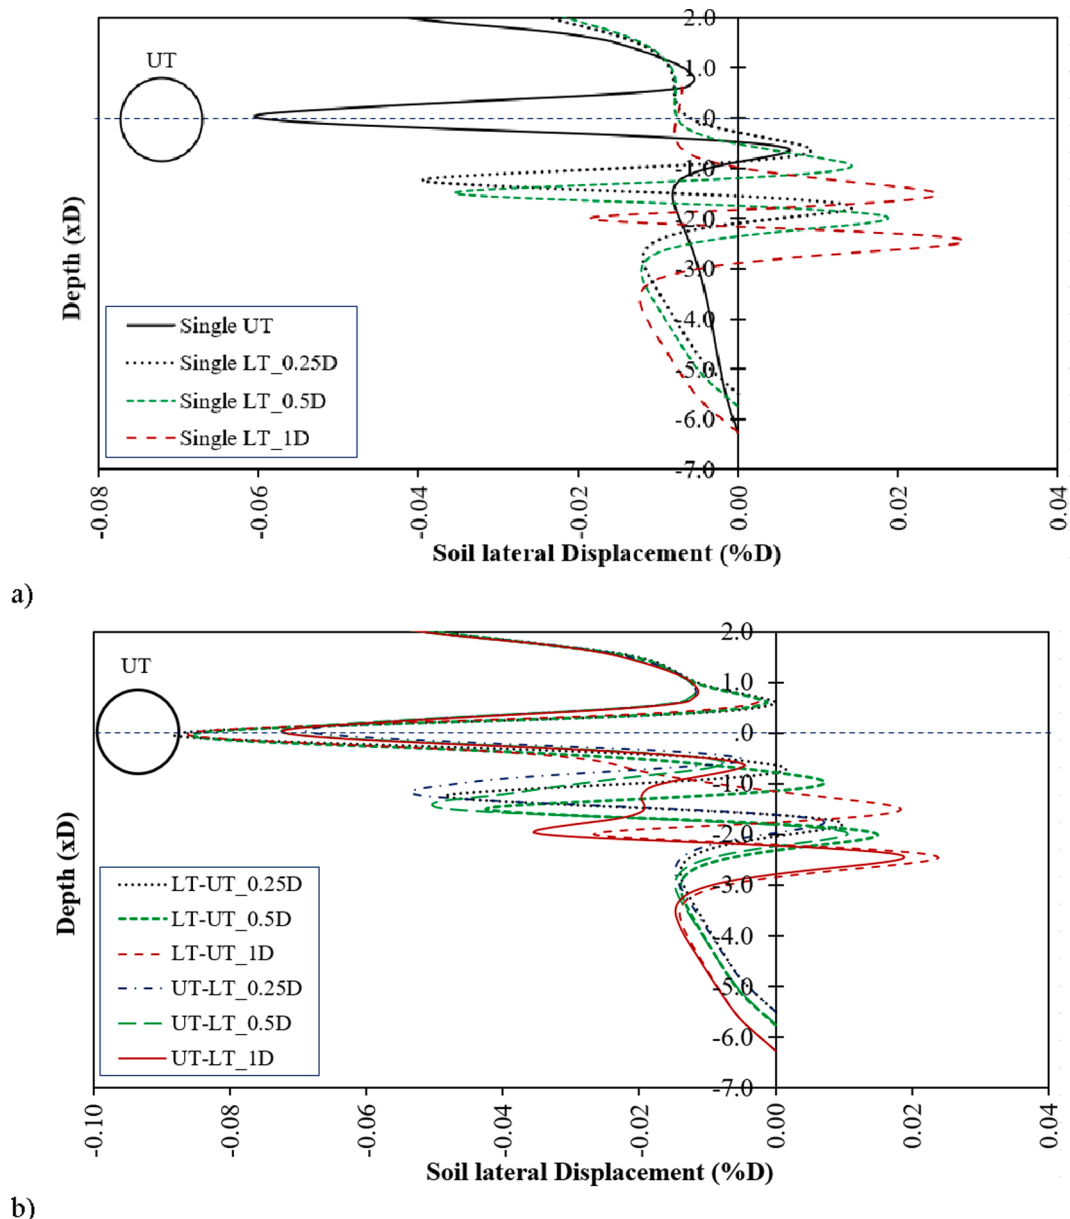 2.0
UT
1.0
.0
-1.0
-2.0
Depth (xD)
-3.0
Single UT
-4.0
Single LT_0.25D
-5.0
Single LT_0.5D
-6.0
Single LT_1D
-7.0
-0.08
-0.06
-0.04
-0.02
0.00
0.02
0.04
Soil lateral Displacement (%D)
a)
2.0
UT
1.0
.0
-1.0
-2.0
Depth (xD)
LT-UT_0.25D
-3.0
LT-UT_0.5D
-4.0
LT-UT_1D
UT-LT_0.25D
-5.0
UT-LT_0.5D
-6.0
UT-LT_1D
-7.0
-0.10
-0.08
-0.06
-0.04
-0.02
0.00
0.02
0.04
Soil lateral Displacement (%D)
b)